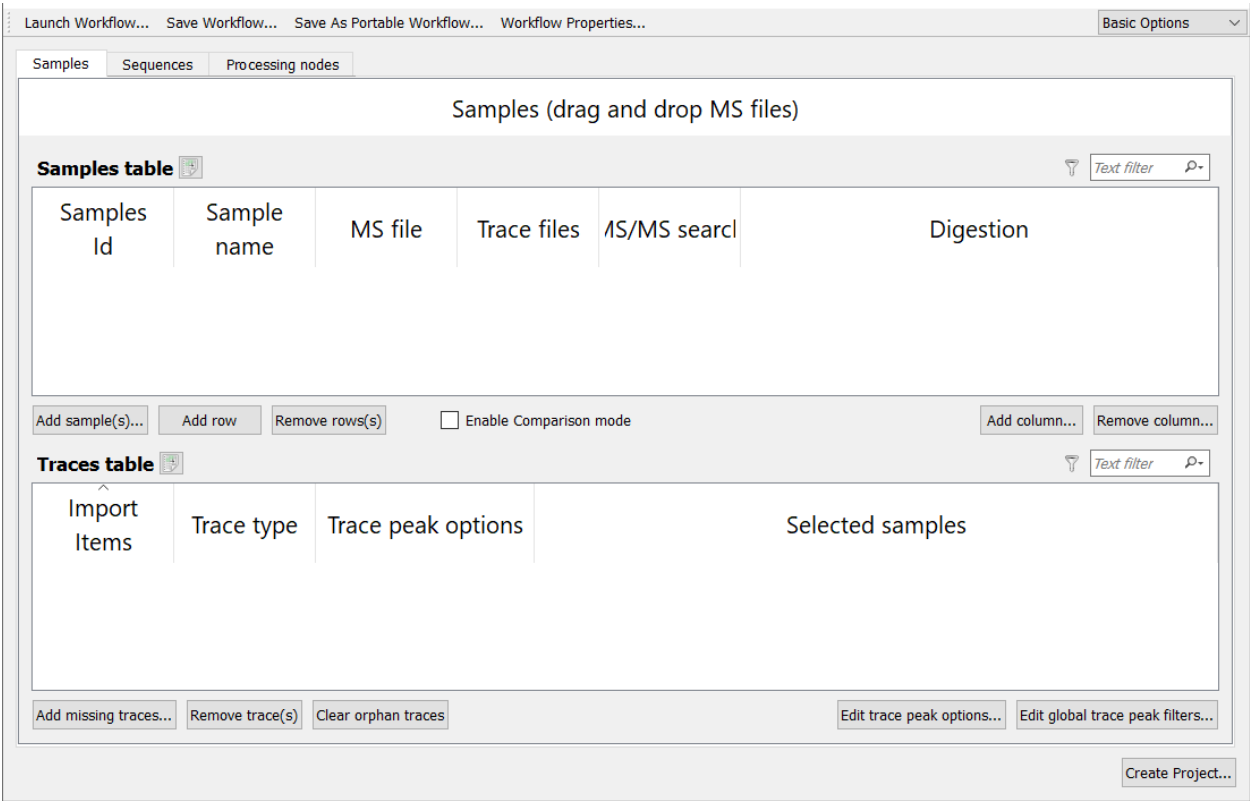 Launch Workflow... Save Workflow... Save As Portable Workflow... Workflow Properties... Basic Options
Samples Sequences Processing nodes
Samples (drag and drop MS files)
Samples table Text filter
Samples Id Sample name MS file Trace files MS/MS search Digestion
Add sample(s)... Add row Remove rows(s) Enable Comparison mode Add column... Remove column...
Traces table Text filter
Import Items Trace type Trace peak options Selected samples
Add missing traces... Remove trace(s) Clear orphan traces Edit trace peak options... Edit global trace peak filters...
Create Project...